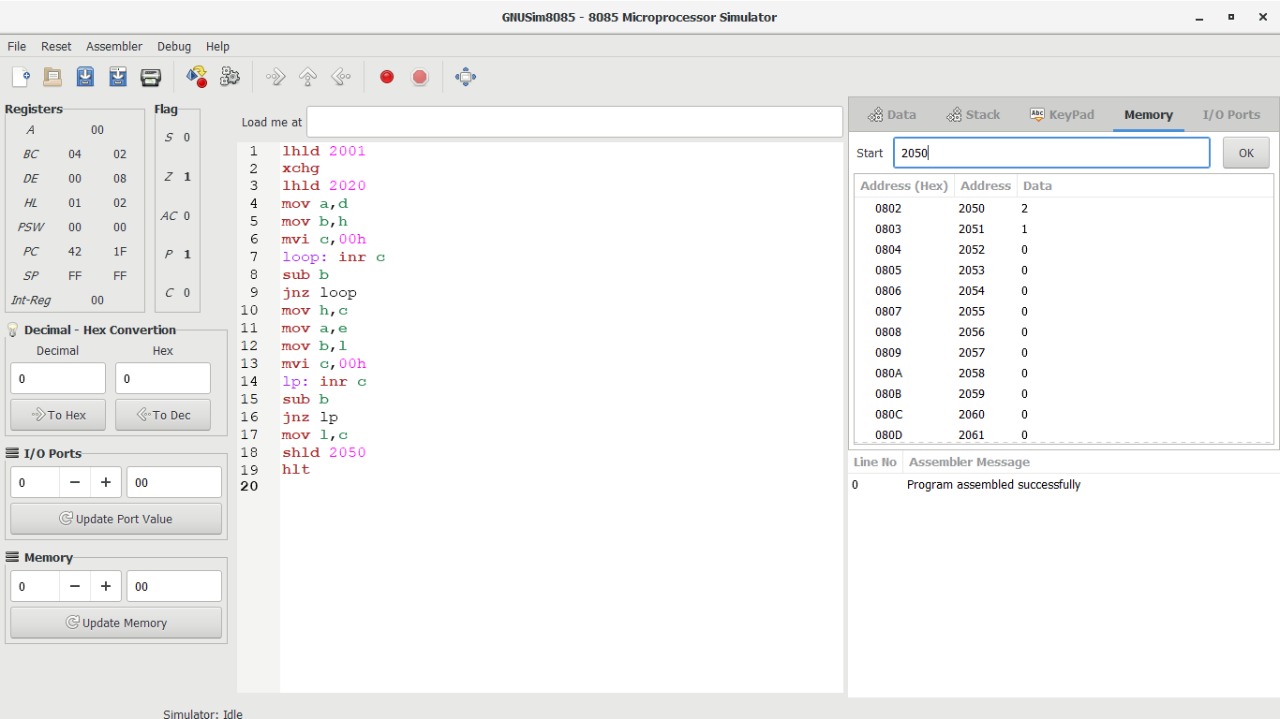 GNUSim8085 - 8085 Microprocessor Simulator
File Reset Assembler Debug Help
Registers
A 00
BC 04 02
DE 00 08
HL 01 02
PSW 00 00
PC 42 1F
SP FF FF
Int-Reg 00
Flag
S 0
Z 1
AC 0
P 1
C 0
Decimal - Hex Convertion
Decimal Hex
0 0
To Hex To Dec
I/O Ports
0 − + 00
Update Port Value
Memory
0 − + 00
Update Memory
Load me at
1 lhld 2001
2 xchg
3 lhld 2020
4 mov a,d
5 mov b,h
6 mvi c,00h
7 loop: inr c
8 sub b
9 jnz loop
10 mov h,c
11 mov a,e
12 mov b,l
13 mvi c,00h
14 lp: inr c
15 sub b
16 jnz lp
17 mov l,c
18 shld 2050
19 hlt
20
Data Stack Abc KeyPad Memory I/O Ports
Start 2050 OK
Address (Hex) Address Data
0802 2050 2
0803 2051 1
0804 2052 0
0805 2053 0
0806 2054 0
0807 2055 0
0808 2056 0
0809 2057 0
080A 2058 0
080B 2059 0
080C 2060 0
080D 2061 0
Line No Assembler Message
0 Program assembled successfully
Simulator: Idle